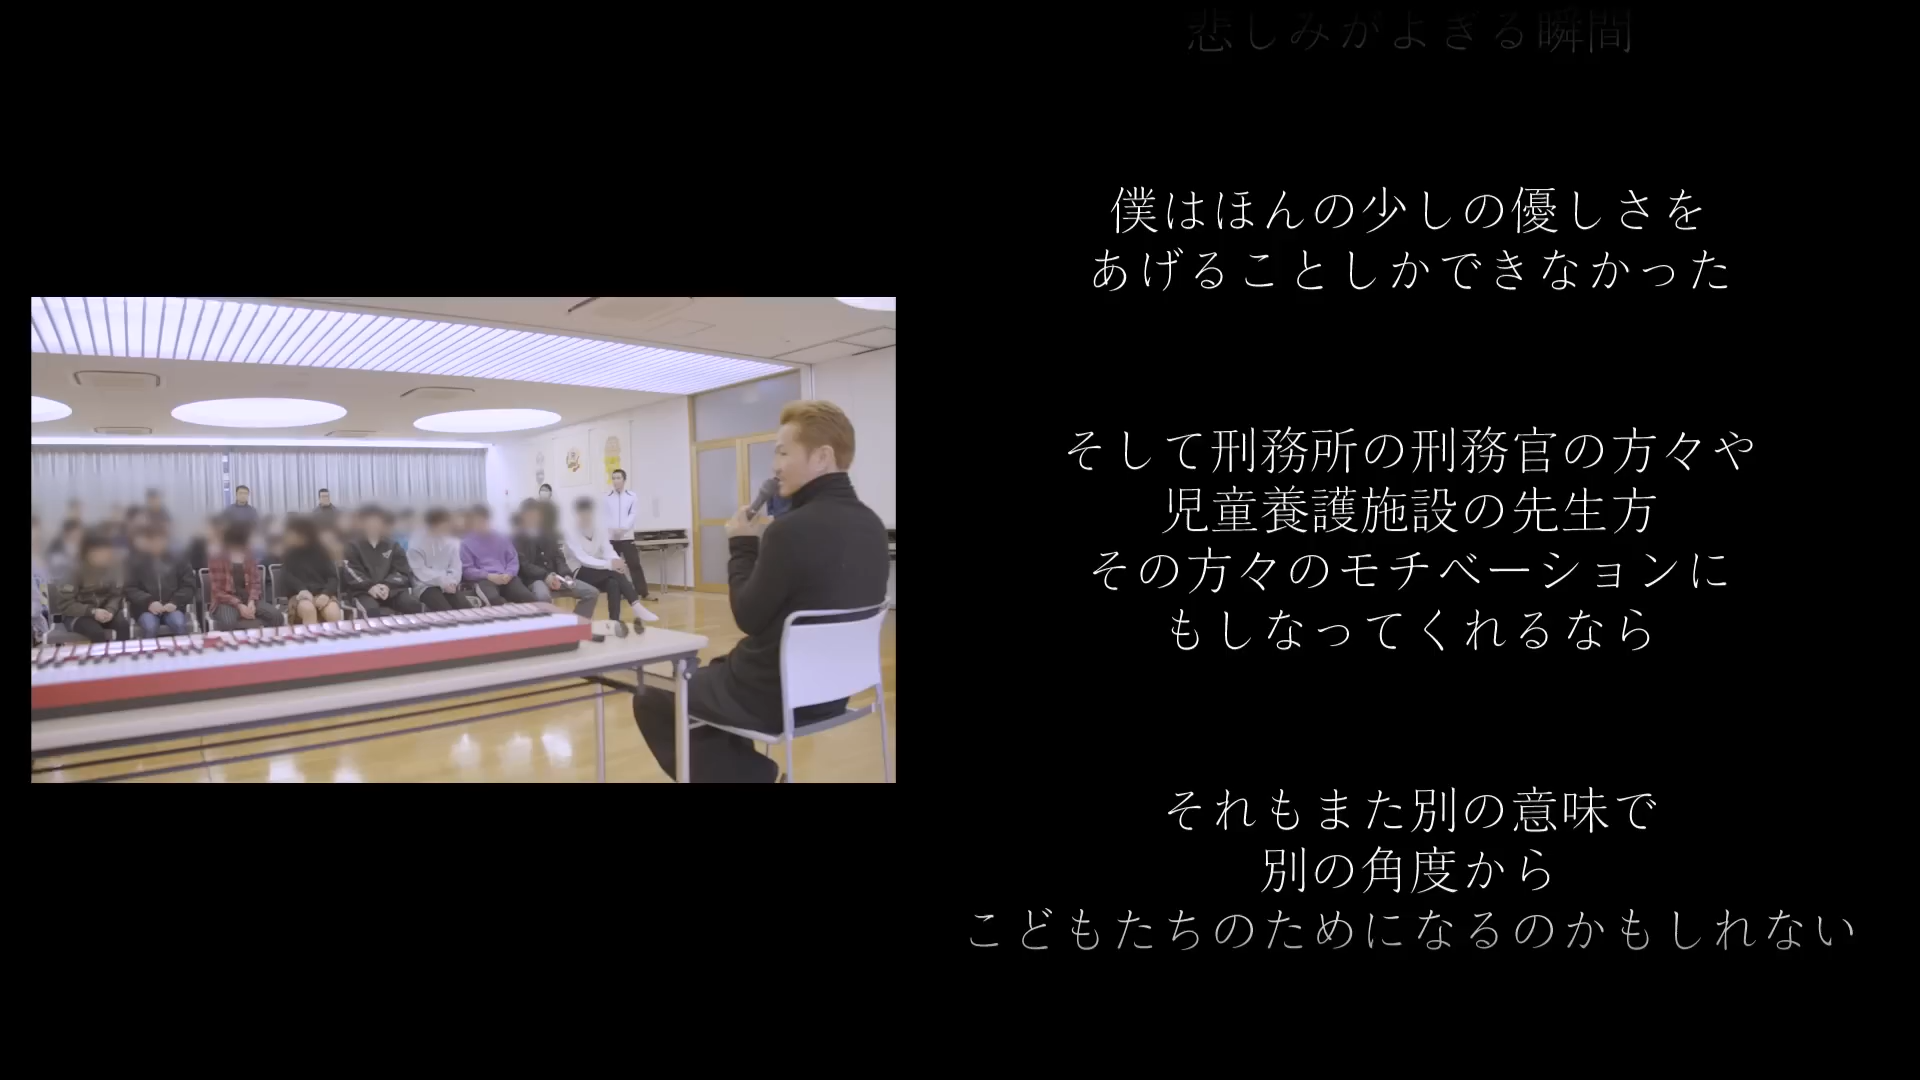 悲しみがよぎる瞬間
僕はほんの少しの優しさを
あげることしかできなかった
そして刑務所の刑務官の方々や
児童養護施設の先生方
その方々のモチベーションに
もしなってくれるなら
それもまた別の意味で
別の角度から
こどもたちのためになるのかもしれない